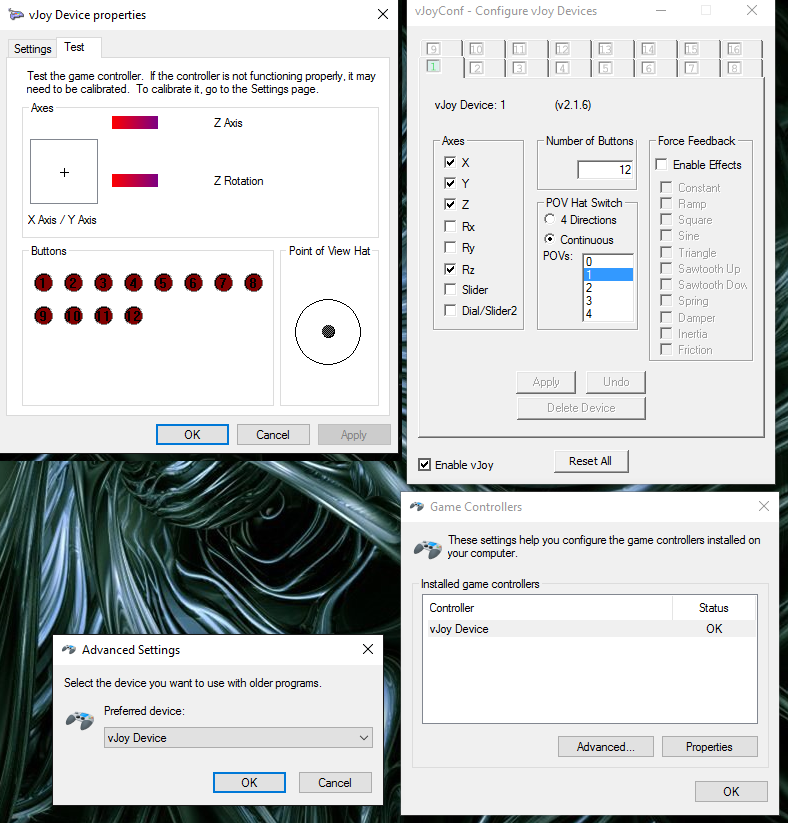 vJoy Device properties
Settings
Test
Test the game controller. If the controller is not functioning properly, it may
need to be calibrated. To calibrate it, go to the Settings page.
Axes
Z Axis
Z Rotation
X Axis / Y Axis
Buttons
1 2 3 4 5 6 7 8
9 10 11 12
Point of View Hat
OK
Cancel
Apply
vJoyConf - Configure vJoy Devices
9 10 11 12 13 14 15 16
1 2 3 4 5 6 7 8
vJoy Device: 1 (v2.1.6)
Axes
X
Y
Z
Rx
Ry
Rz
Slider
Dial/Slider2
Number of Buttons
12
POV Hat Switch
4 Directions
Continuous
POVs:
0
1
2
3
4
Force Feedback
Enable Effects
Constant
Ramp
Square
Sine
Triangle
Sawtooth Up
Sawtooth Dow
Spring
Damper
Inertia
Friction
Apply
Undo
Delete Device
Enable vJoy
Reset All
Game Controllers
These settings help you configure the game controllers installed on
your computer.
Installed game controllers
Controller Status
vJoy Device OK
Advanced...
Properties
OK
Advanced Settings
Select the device you want to use with older programs.
Preferred device:
vJoy Device
OK
Cancel